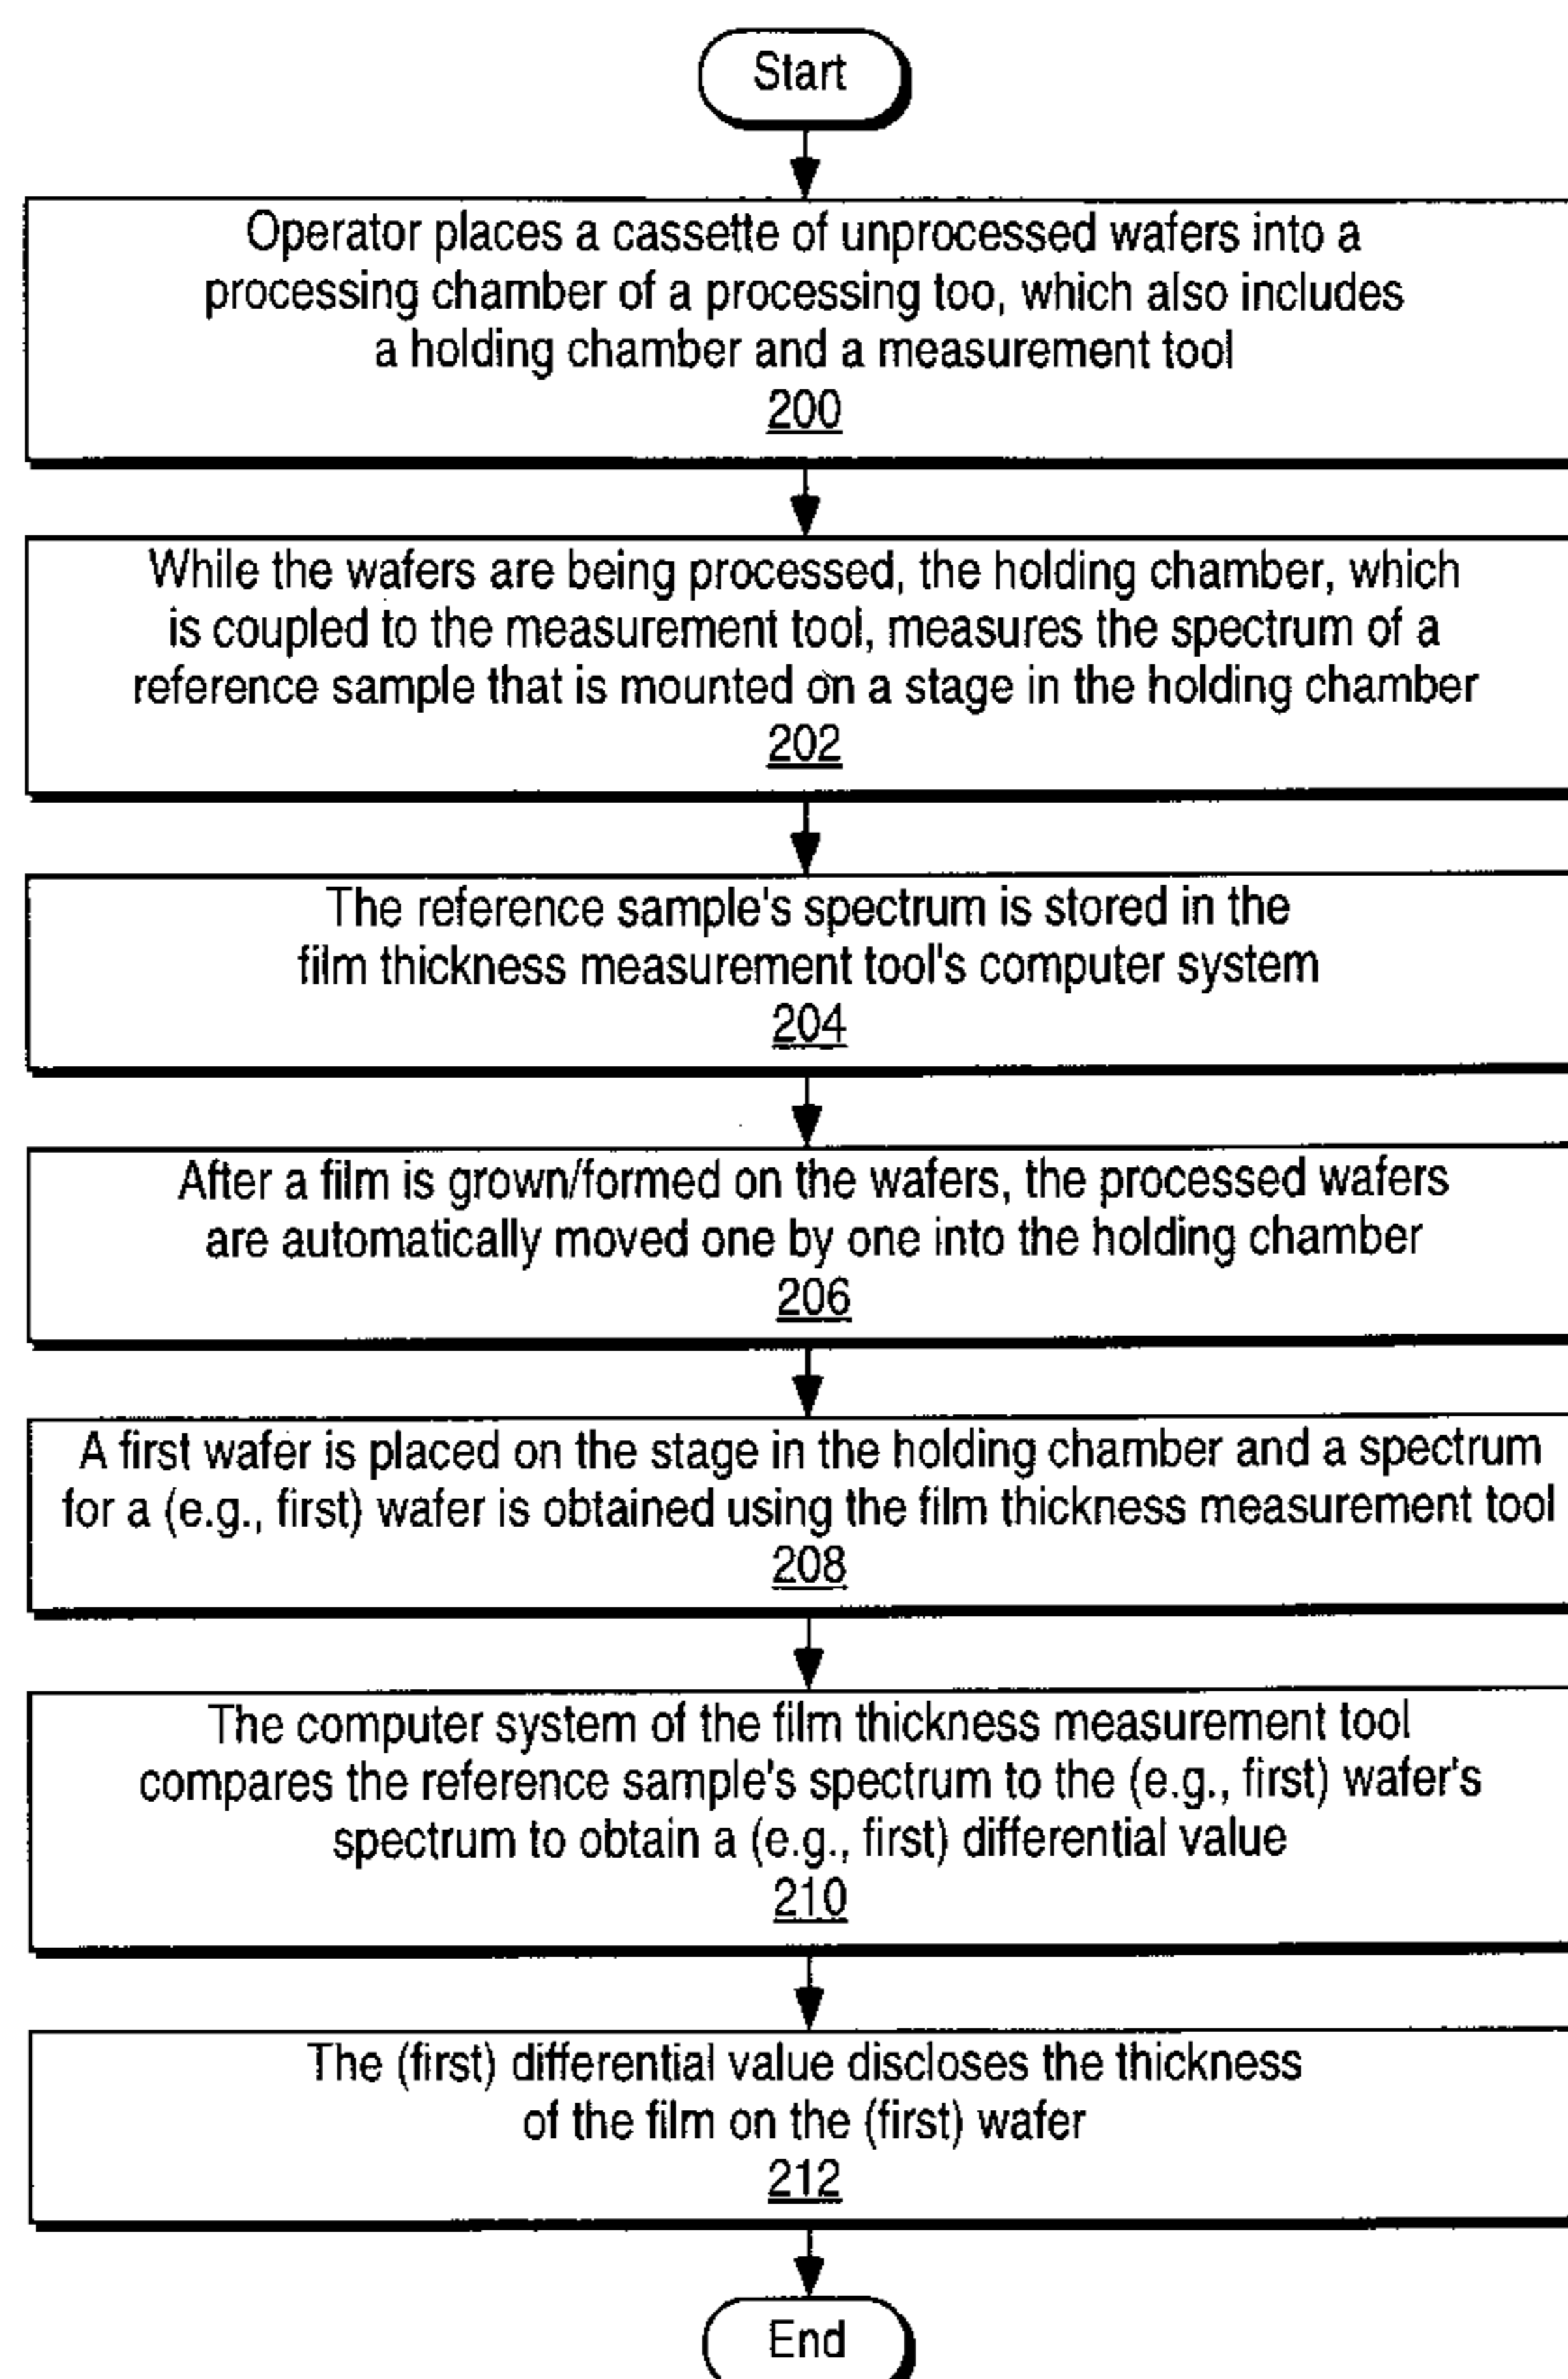 Start
Operator places a cassette of unprocessed wafers into a
processing chamber of a processing too, which also includes
a holding chamber and a measurement tool
200
While the wafers are being processed, the holding chamber, which
is coupled to the measurement tool, measures the spectrum of a
reference sample that is mounted on a stage in the holding chamber
202
The reference sample's spectrum is stored in the
film thickness measurement tool's computer system
204
After a film is grown/formed on the wafers, the processed wafers
are automatically moved one by one into the holding chamber
206
A first wafer is placed on the stage in the holding chamber and a spectrum
for a (e.g., first) wafer is obtained using the film thickness measurement tool
208
The computer system of the film thickness measurement tool
compares the reference sample's spectrum to the (e.g., first) wafer's
spectrum to obtain a (e.g., first) differential value
210
The (first) differential value discloses the thickness
of the film on the (first) wafer
212
End